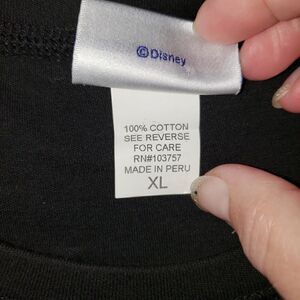 ©Disney
100% COTTON
SEE REVERSE
FOR CARE
RN#103757
MADE IN PERU
XL